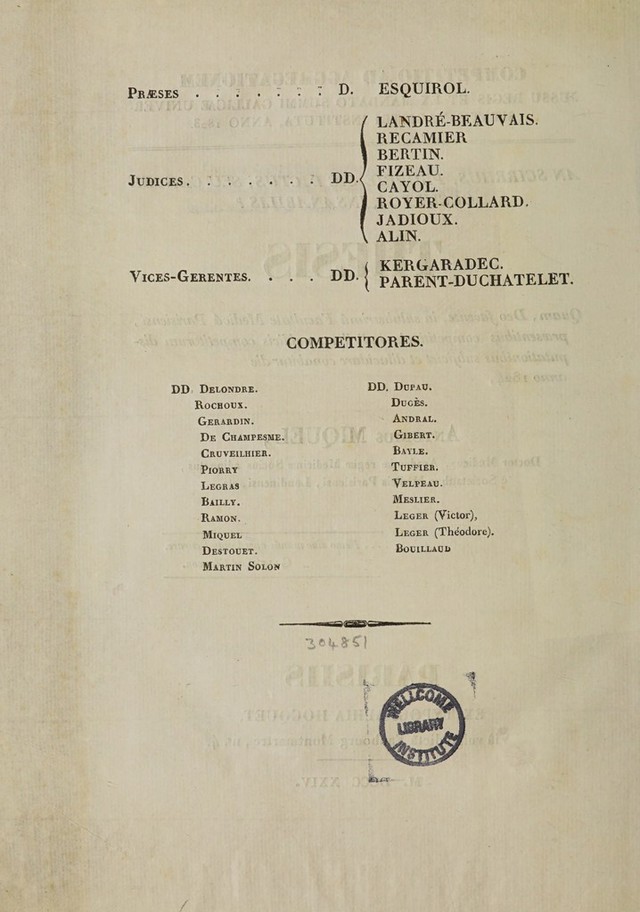 PRÆSES . . . . . . . D. ESQUIROL.
JUDICES. . . . . . . DD.
LANDRÉ-BEAUVAIS.
RECAMIER
BERTIN.
FIZEAU.
CAYOL.
ROYER-COLLARD.
JADIOUX.
ALIN.
VICES-GERENTES. . . . DD.
KERGARADEC.
PARENT-DUCHATELET.
COMPETITORES.
DD. DELONDRE.
ROCHOUX.
GERARDIN.
DE CHAMPESME.
CRUVEILHIER.
PIORRY
LEGRAS
BAILLY.
RAMON.
MIQUEL
DESTOUET.
MARTIN SOLON
DD. DUPAU.
DUGÈS.
ANDRAL.
GIBERT.
BAYLE.
TUFFIER.
VELPEAU.
MESLIER.
LEGER (Victor),
LEGER (Théodore).
BOUILLAUD
304851
WELLCOME
LIBRARY
INSTITUTE